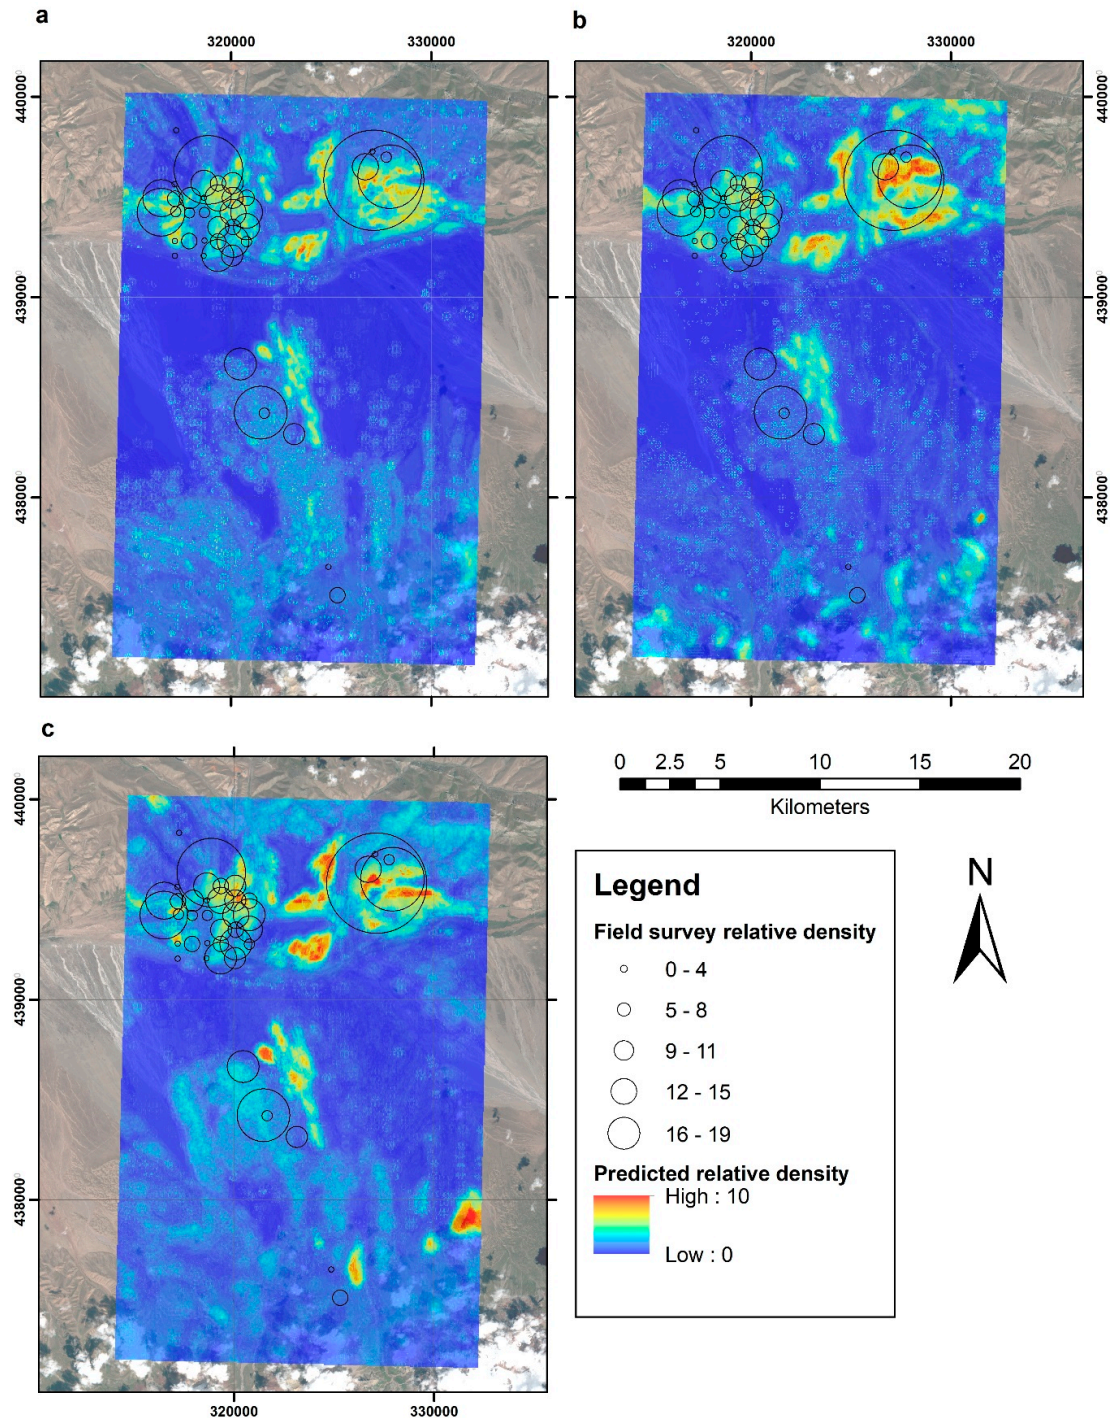 a
b
320000
330000
320000
330000
4400000
4390000
4380000
4400000
4390000
4380000
c
320000
330000
4400000
4390000
4380000
0 2.5 5 10 15 20
Kilometers
N
Legend
Field survey relative density
0 - 4
5 - 8
9 - 11
12 - 15
16 - 19
Predicted relative density
High : 10
Low : 0